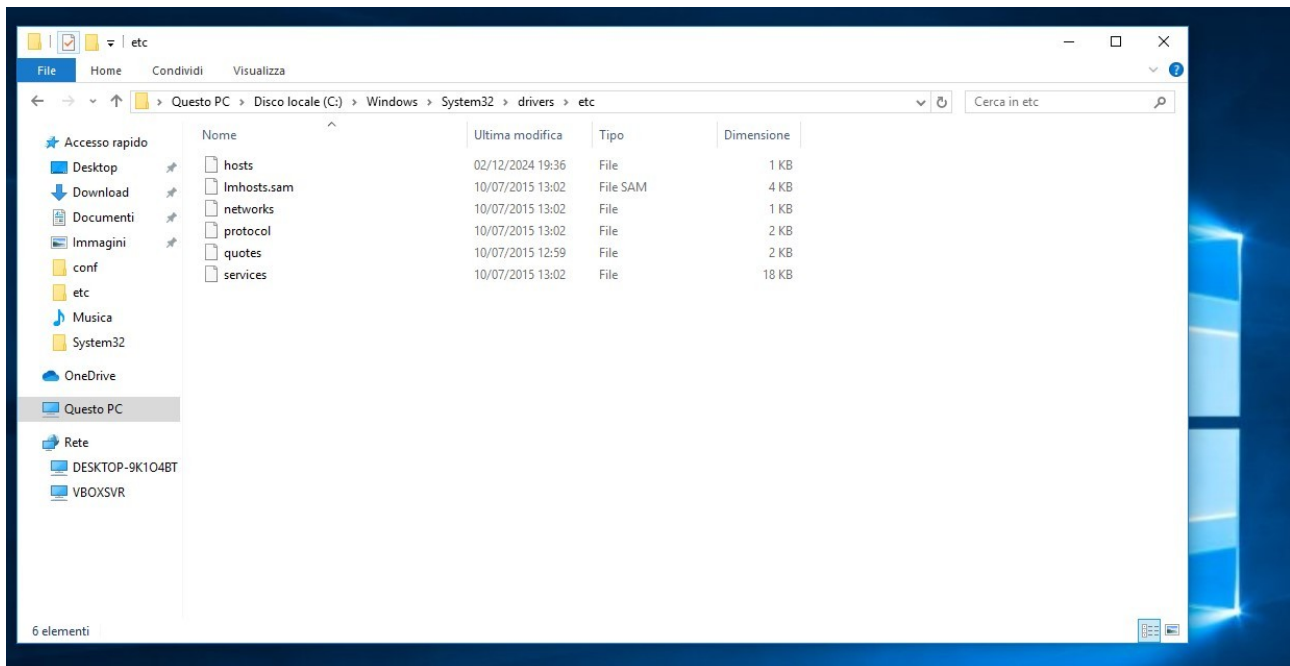 etc
File Home Condividi Visualizza
Questo PC > Disco locale (C:) > Windows > System32 > drivers > etc
Cerca in etc
Nome Ultima modifica Tipo Dimensione
Accesso rapido
Desktop
Download
Documenti
Immagini
conf
etc
Musica
System32
OneDrive
Questo PC
Rete
DESKTOP-9K1O4BT
VBOXSVR
hosts 02/12/2024 19:36 File 1 KB
lmhosts.sam 10/07/2015 13:02 File SAM 4 KB
networks 10/07/2015 13:02 File 1 KB
protocol 10/07/2015 13:02 File 2 KB
quotes 10/07/2015 12:59 File 2 KB
services 10/07/2015 13:02 File 18 KB
6 elementi